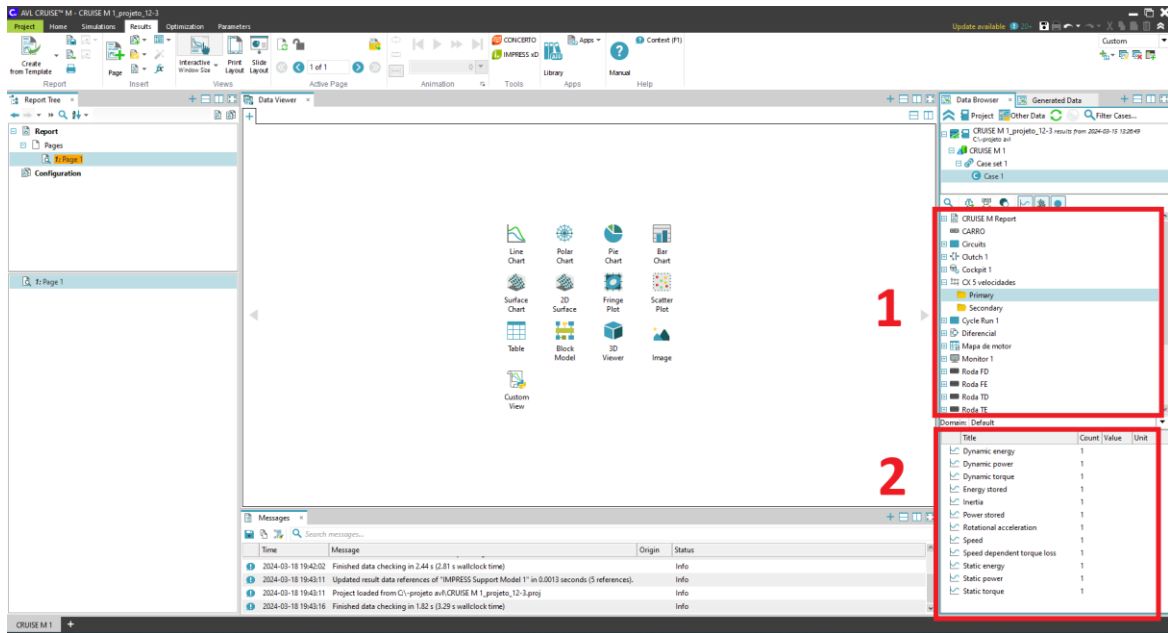 AVL CRUISE™ M - CRUISE M 1_projeto_12-3
Project Home Simulations Results Optimization Parameters
Update available
Create from Template
Report
Page
Insert
Interactive Window Size
Print Layout
Slide Layout
Views
1 of 1
Active Page
0
Animation
CONCERTO
IMPRESS xD
Tools
Apps
Library
Apps
Context (F1)
Manual
Help
Custom
Report Tree
Report
Pages
1: Page 1
Configuration
1: Page 1
Data Viewer
Line Chart
Polar Chart
Pie Chart
Bar Chart
Surface Chart
2D Surface
Fringe Plot
Scatter Plot
Table
Block Model
3D Viewer
Image
Custom View
Messages
Search messages...
Time Message Origin Status
2024-03-18 19:42:02 Finished data checking in 2.44 s (2.81 s wallclock time) Info
2024-03-18 19:43:11 Updated result data references of "IMPRESS Support Model 1" in 0.0013 seconds (5 references). Info
2024-03-18 19:43:11 Project loaded from C:\-projeto avl\CRUISE M 1_projeto_12-3.proj Info
2024-03-18 19:43:16 Finished data checking in 1.82 s (3.29 s wallclock time) Info
Data Browser Generated Data
Project Other Data Filter Cases...
CRUISE M 1_projeto_12-3 results from 2024-03-15 13:26:49
C:\-projeto avl
CRUISE M 1
Case set 1
Case 1
1
CRUISE M Report
CARRO
Circuits
Clutch 1
Cockpit 1
CX 5 velocidades
Primary
Secondary
Cycle Run 1
Diferencial
Mapa de motor
Monitor 1
Roda FD
Roda FE
Roda TD
Roda TE
Domain: Default
2
Title Count Value Unit
Dynamic energy 1
Dynamic power 1
Dynamic torque 1
Energy stored 1
Inertia 1
Power stored 1
Rotational acceleration 1
Speed 1
Speed dependent torque loss 1
Static energy 1
Static power 1
Static torque 1
CRUISE M 1